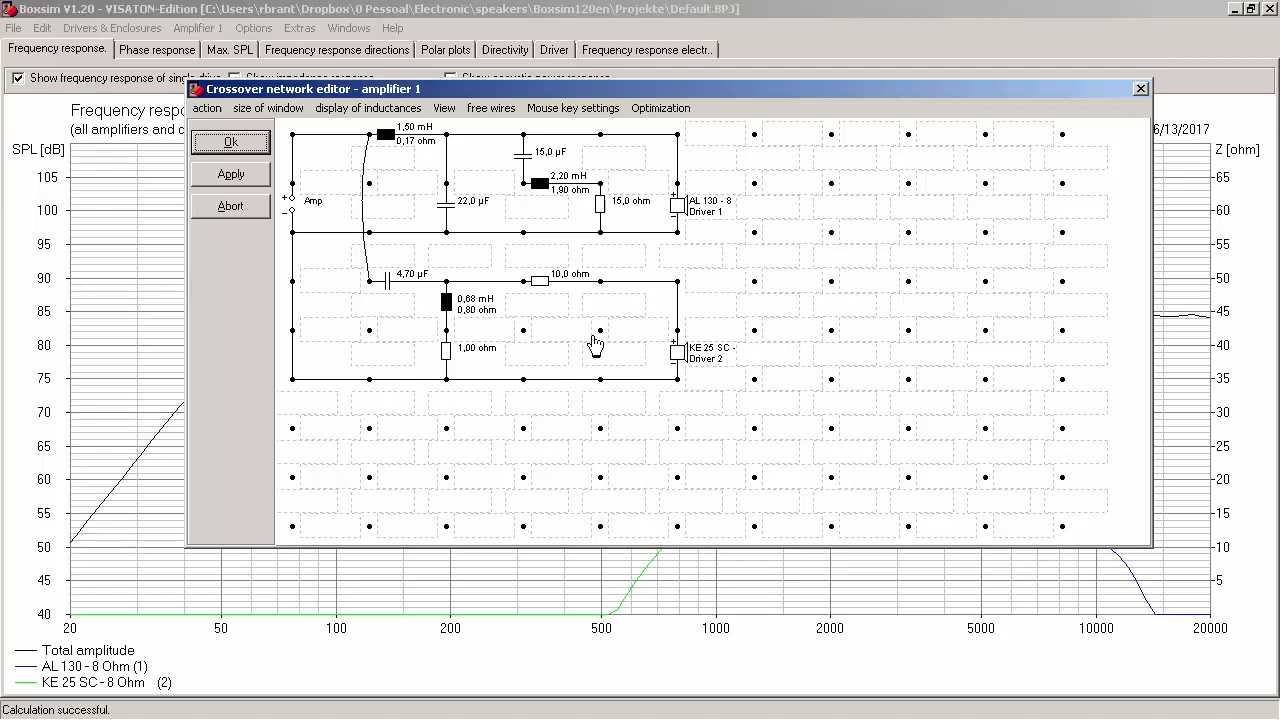 Boxsim V1.20 - VISATON-Edition [C:\Users\rbrant\Dropbox\0 Pessoal\Electronic\speakers\Boxsim120en\Projekte\Default.BPJ]
File Edit Drivers & Enclosures Amplifier 1 Options Extras Windows Help
Frequency response. Phase response Max. SPL Frequency response directions Polar plots Directivity Driver Frequency response electr..
Show frequency response of single
Crossover network editor - amplifier 1
action size of window display of inductances View free wires Mouse key settings Optimization
Frequency respo
(all amplifiers and c
6/13/2017
SPL [dB]
Z [ohm]
Ok
Apply
Abort
1,50 mH
0,17 ohm
15,0 µF
2,20 mH
1,90 ohm
+
Amp
−
22,0 µF
15,0 ohm
+
AL 130 - 8
Driver 1
4,70 µF
10,0 ohm
0,68 mH
0,80 ohm
1,00 ohm
+
KE 25 SC -
Driver 2
105
100
95
90
85
80
75
70
65
60
55
50
45
40
65
60
55
50
45
40
35
30
25
20
15
10
5
20 50 100 200 500 1000 2000 5000 10000 20000
Total amplitude
AL 130 - 8 Ohm (1)
KE 25 SC - 8 Ohm (2)
Calculation successful.